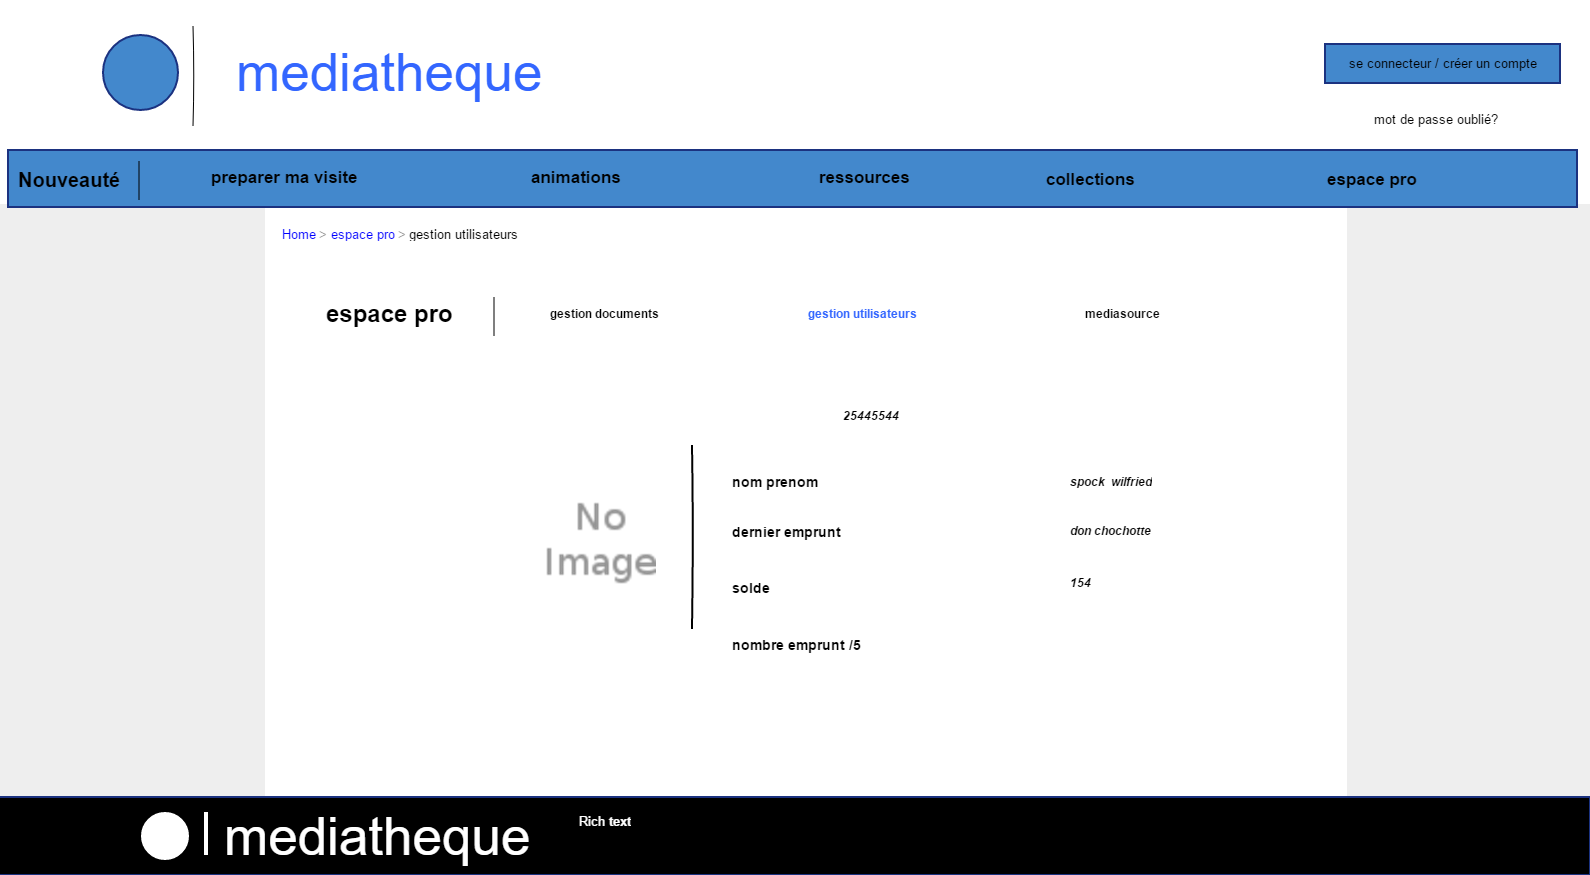 mediatheque
se connecteur / créer un compte
mot de passe oublié?
Nouveauté preparer ma visite animations ressources collections espace pro
Home > espace pro > gestion utilisateurs
espace pro gestion documents gestion utilisateurs mediasource
25445544
nom prenom spock wilfried
No
dernier emprunt don chochotte
Image
solde 154
nombre emprunt /5
mediatheque Rich text